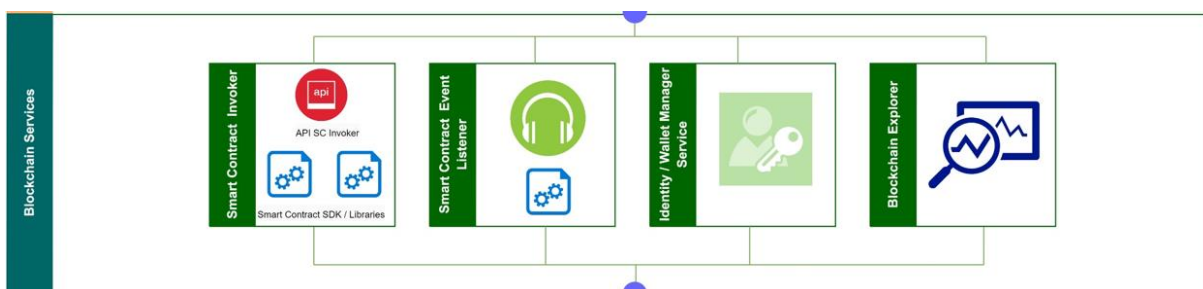 Blockchain Services
Smart Contract Invoker
api
API SC Invoker
Smart Contract SDK / Libraries
Smart Contract Event
Listener
Identity / Wallet Manager
Service
Blockchain Explorer